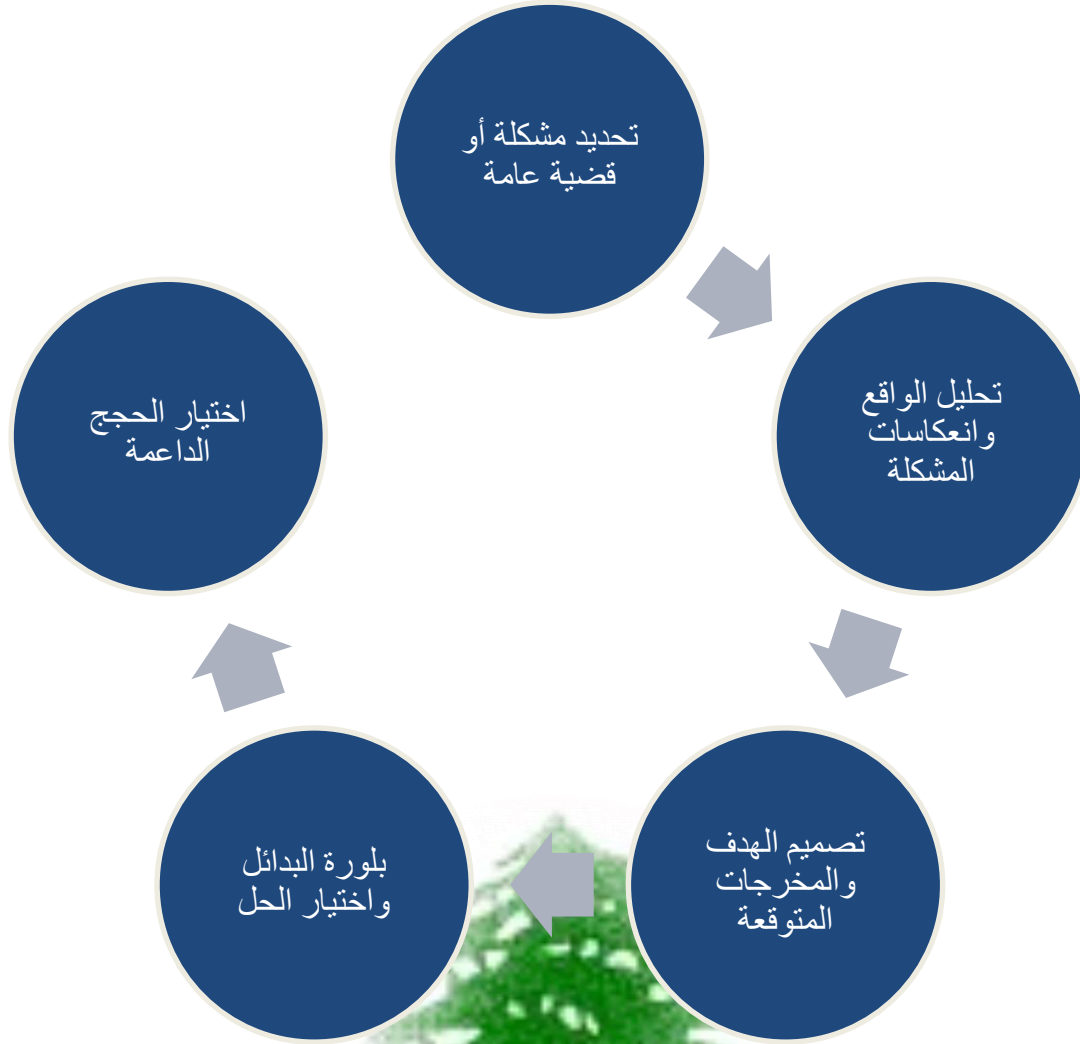 تحديد مشكلة أو
قضية عامة
تحليل الواقع
وانعكاسات
المشكلة
تصميم الهدف
والمخرجات
المتوقعة
بلورة البدائل
واختيار الحل
اختيار الحجج
الداعمة